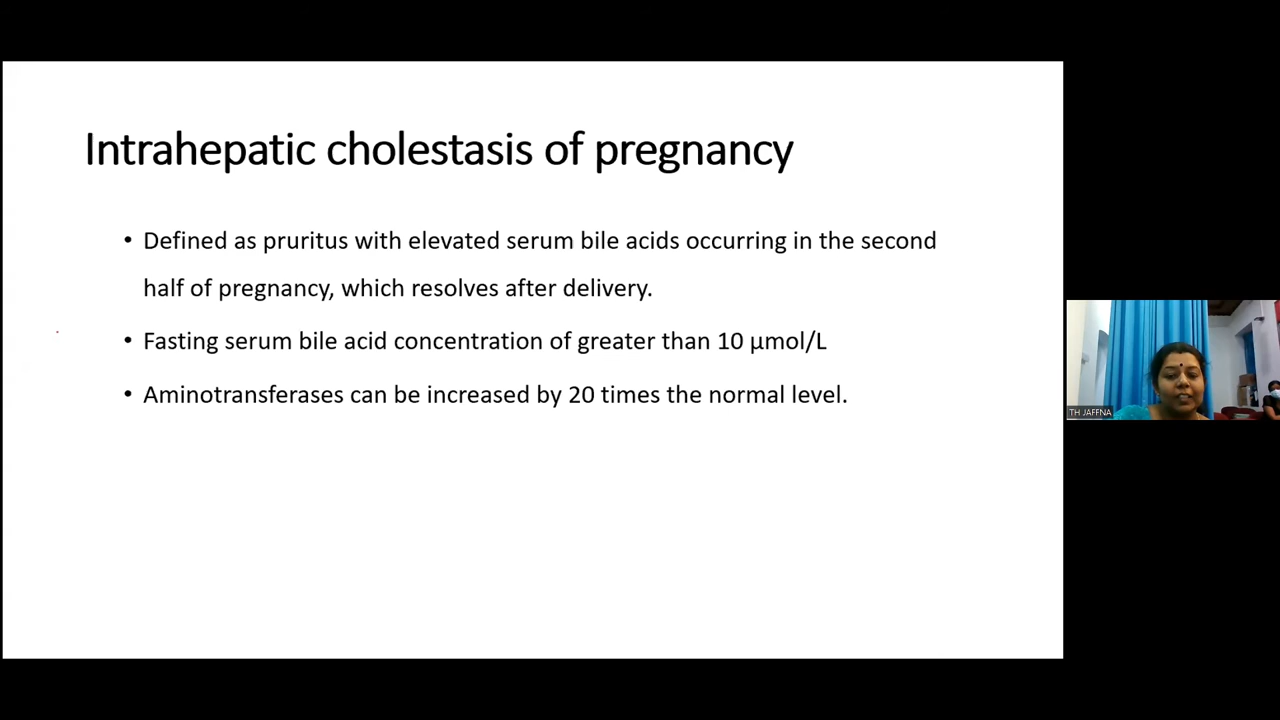 Intrahepatic cholestasis of pregnancy
• Defined as pruritus with elevated serum bile acids occurring in the second
half of pregnancy, which resolves after delivery.
• Fasting serum bile acid concentration of greater than 10 µmol/L
• Aminotransferases can be increased by 20 times the normal level.
TH JAFFNA